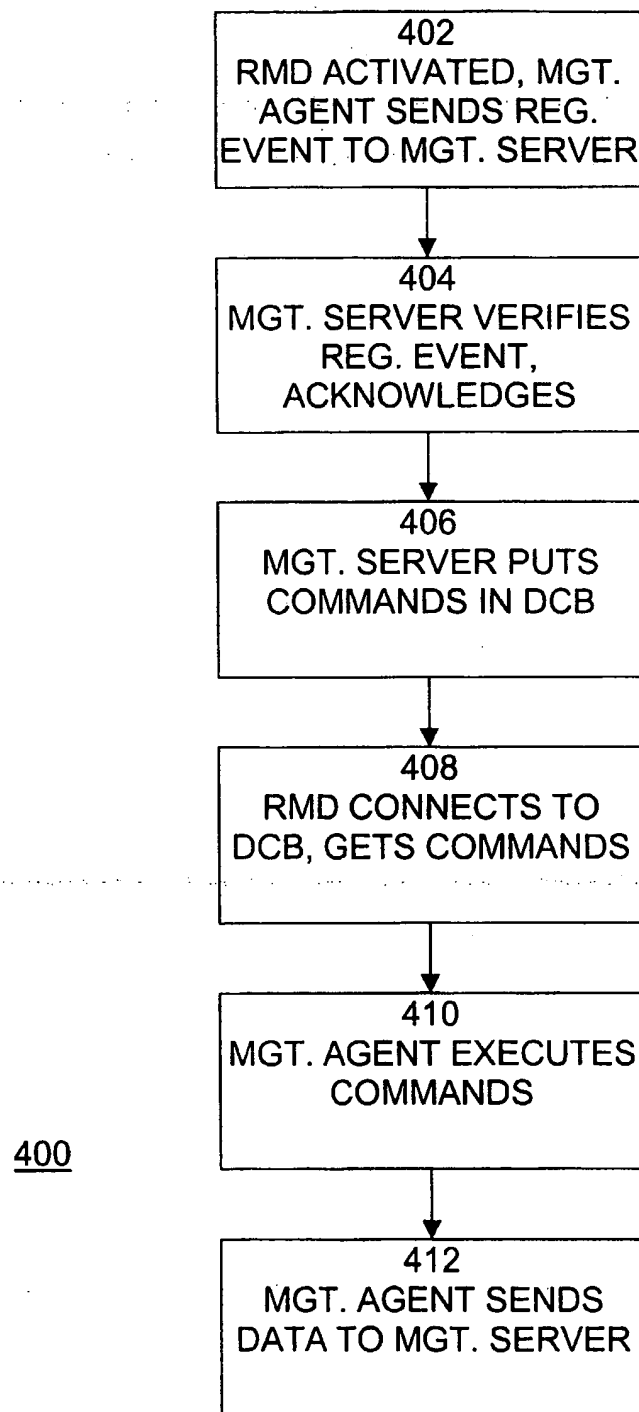 402
RMD ACTIVATED, MGT.
AGENT SENDS REG.
EVENT TO MGT. SERVER
404
MGT. SERVER VERIFIES
REG. EVENT,
ACKNOWLEDGES
406
MGT. SERVER PUTS
COMMANDS IN DCB
408
RMD CONNECTS TO
DCB, GETS COMMANDS
410
MGT. AGENT EXECUTES
COMMANDS
400
412
MGT. AGENT SENDS
DATA TO MGT. SERVER